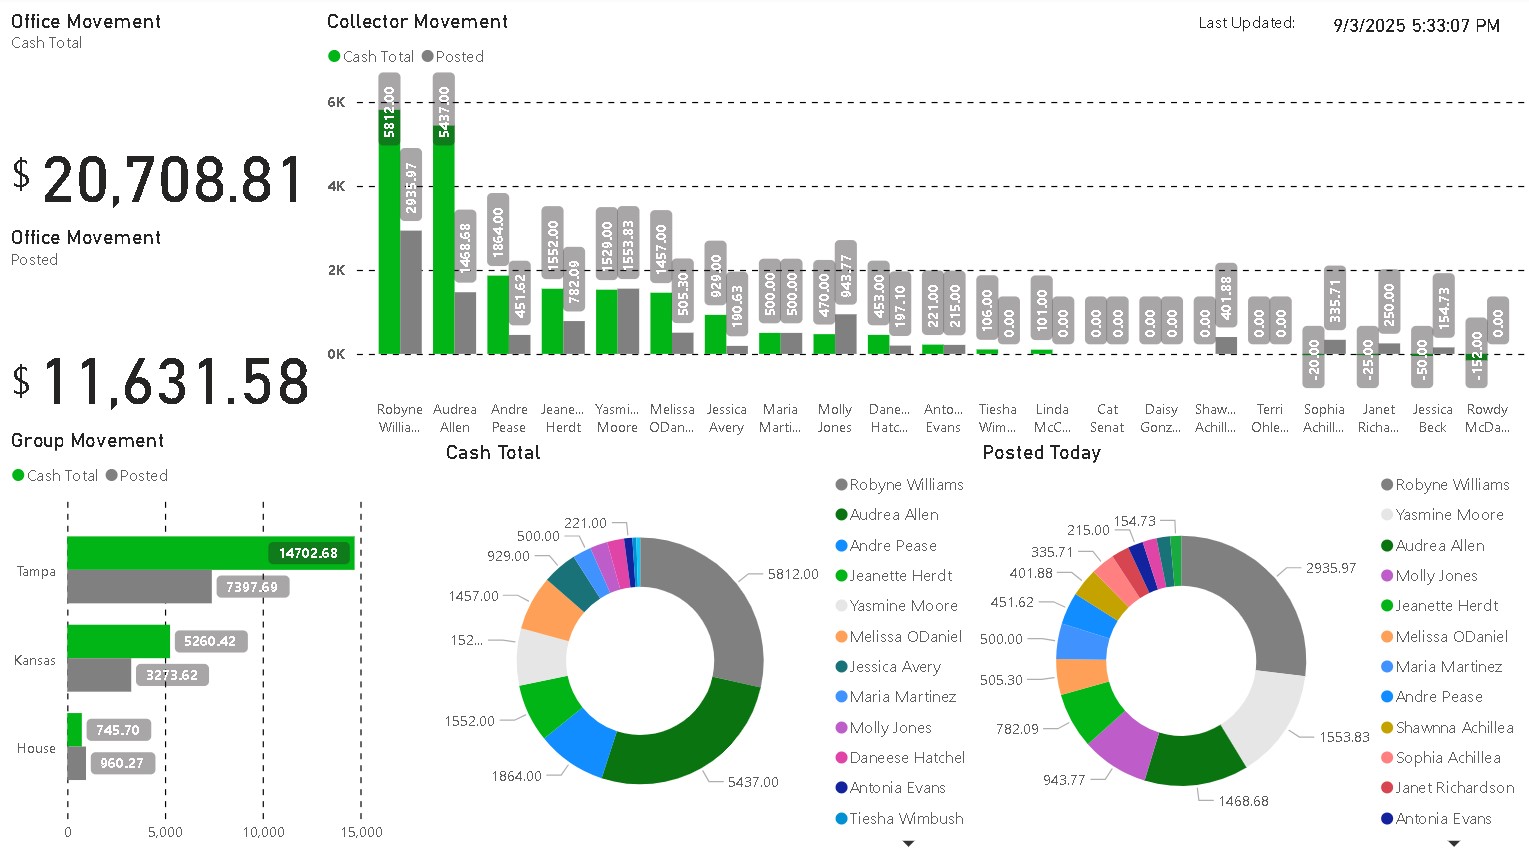 Office Movement
Cash Total
$ 20,708.81
Office Movement
Posted
$ 11,631.58
Collector Movement
Last Updated: 9/3/2025 5:33:07 PM
Cash Total Posted
6K
4K
2K
0K
5812.00 2935.97 5437.00 1468.68 1864.00 451.62 1552.00 782.09 1529.00 1553.83 1457.00 505.30 929.00 190.63 500.00 500.00 470.00 943.77 453.00 197.10 221.00 215.00 106.00 0.00 101.00 0.00 0.00 0.00 0.00 0.00 0.00 401.88 0.00 0.00 -20.00 335.71 -25.00 250.00 -50.00 154.73 -152.00 0.00
Robyne Audrea Andre Jeane... Yasmi... Melissa Jessica Maria Molly Dane... Anto... Tiesha Linda Cat Daisy Shaw... Terri Sophia Janet Jessica Rowdy
Willia... Allen Pease Herdt Moore ODan... Avery Marti... Jones Hatc... Evans Wim... McC... Senat Gonz... Achill... Ohle... Achill... Richa... Beck McDa...
Group Movement
Cash Total Posted
Tampa
14702.68
7397.69
Kansas
5260.42
3273.62
House
745.70
960.27
0 5,000 10,000 15,000
Cash Total
5812.00
5437.00
1864.00
1552.00
152...
1457.00
929.00
500.00
221.00
Robyne Williams
Audrea Allen
Andre Pease
Jeanette Herdt
Yasmine Moore
Melissa ODaniel
Jessica Avery
Maria Martinez
Molly Jones
Daneese Hatchel
Antonia Evans
Tiesha Wimbush
Posted Today
2935.97
1553.83
1468.68
943.77
782.09
505.30
500.00
451.62
401.88
335.71
215.00
154.73
Robyne Williams
Yasmine Moore
Audrea Allen
Molly Jones
Jeanette Herdt
Melissa ODaniel
Maria Martinez
Andre Pease
Shawnna Achillea
Sophia Achillea
Janet Richardson
Antonia Evans